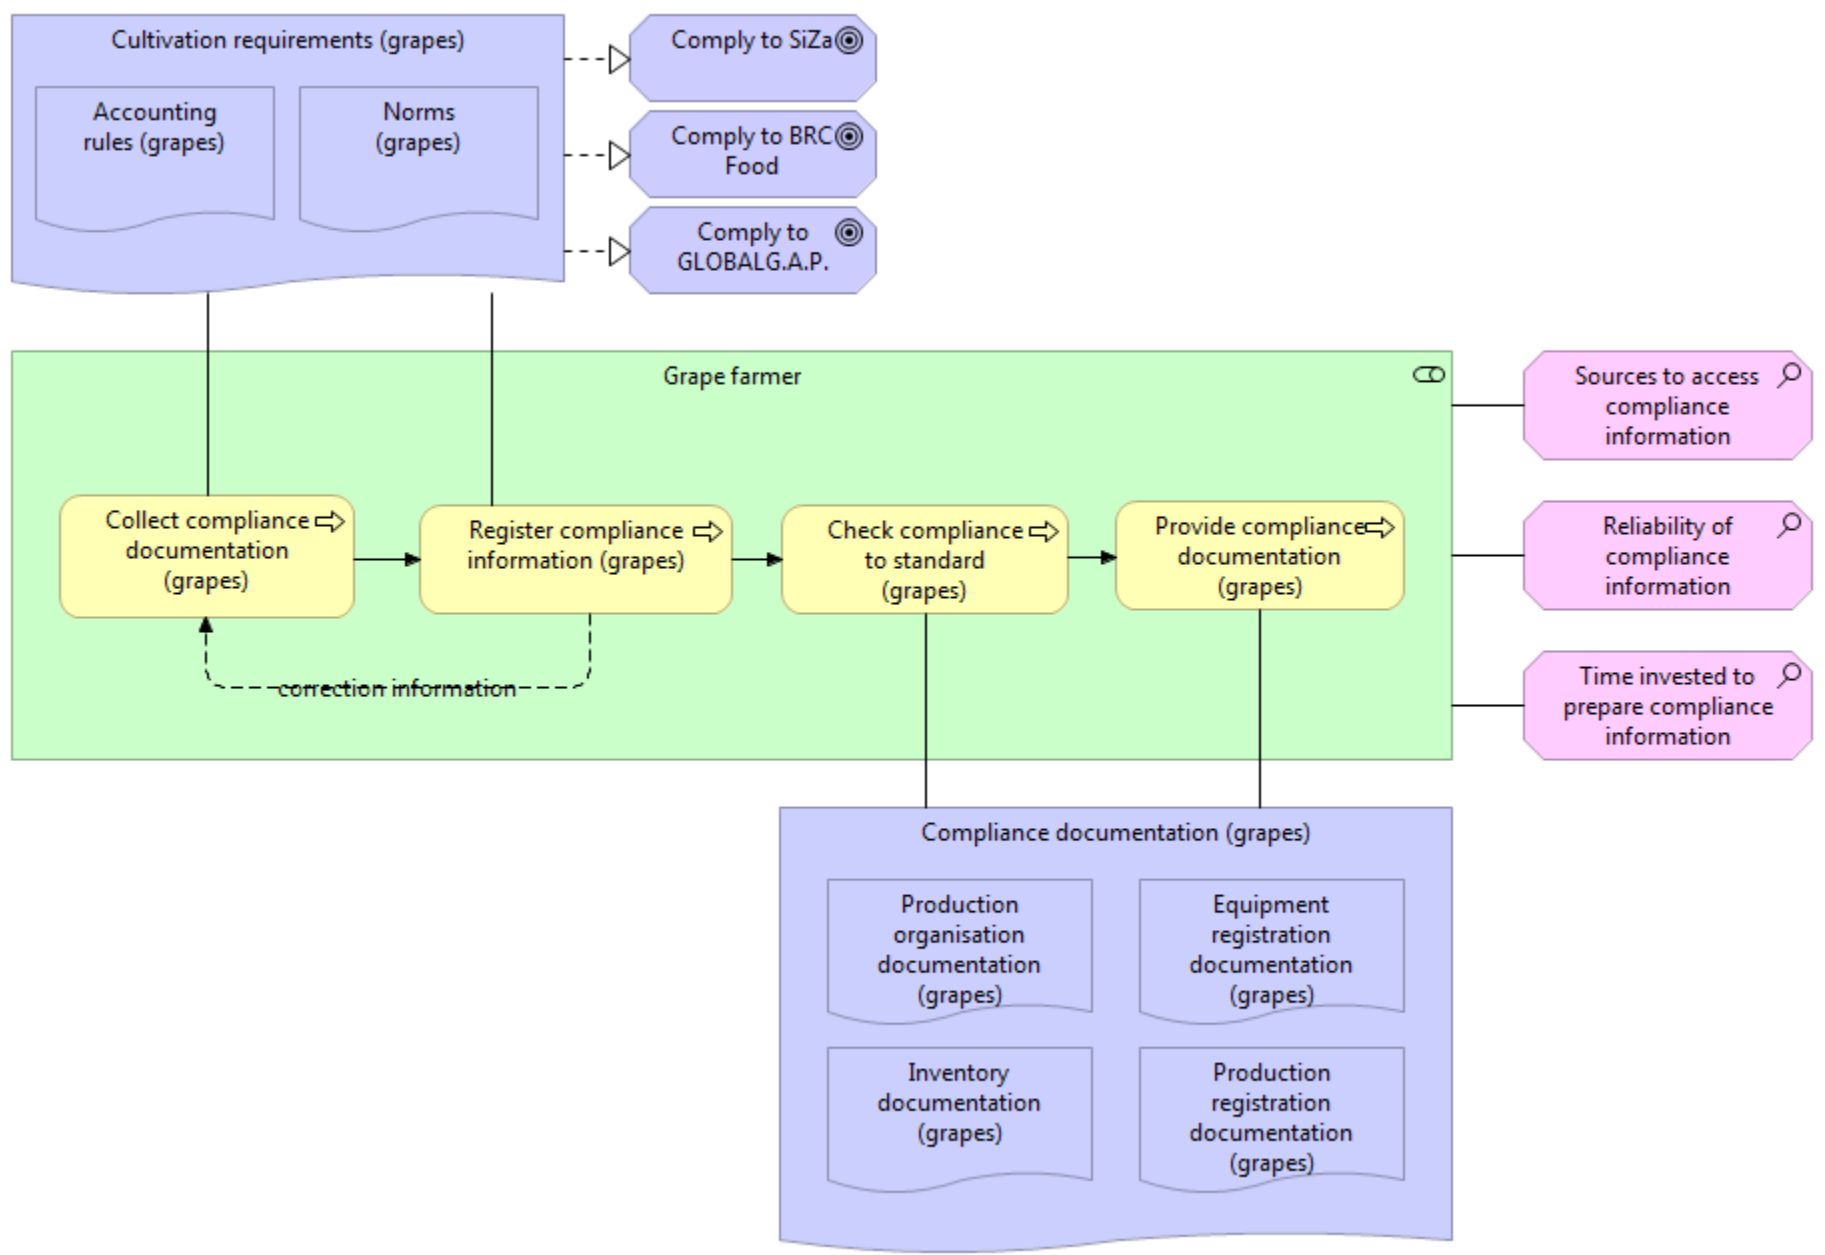 Cultivation requirements (grapes)
Accounting
rules (grapes)
Norms
(grapes)
Comply to SiZa
Comply to BRC
Food
Comply to
GLOBALG.A.P.
Grape farmer
Collect compliance
documentation
(grapes)
Register compliance
information (grapes)
Check compliance
to standard
(grapes)
Provide compliance
documentation
(grapes)
correction information
Sources to access
compliance
information
Reliability of
compliance
information
Time invested to
prepare compliance
information
Compliance documentation (grapes)
Production
organisation
documentation
(grapes)
Equipment
registration
documentation
(grapes)
Inventory
documentation
(grapes)
Production
registration
documentation
(grapes)